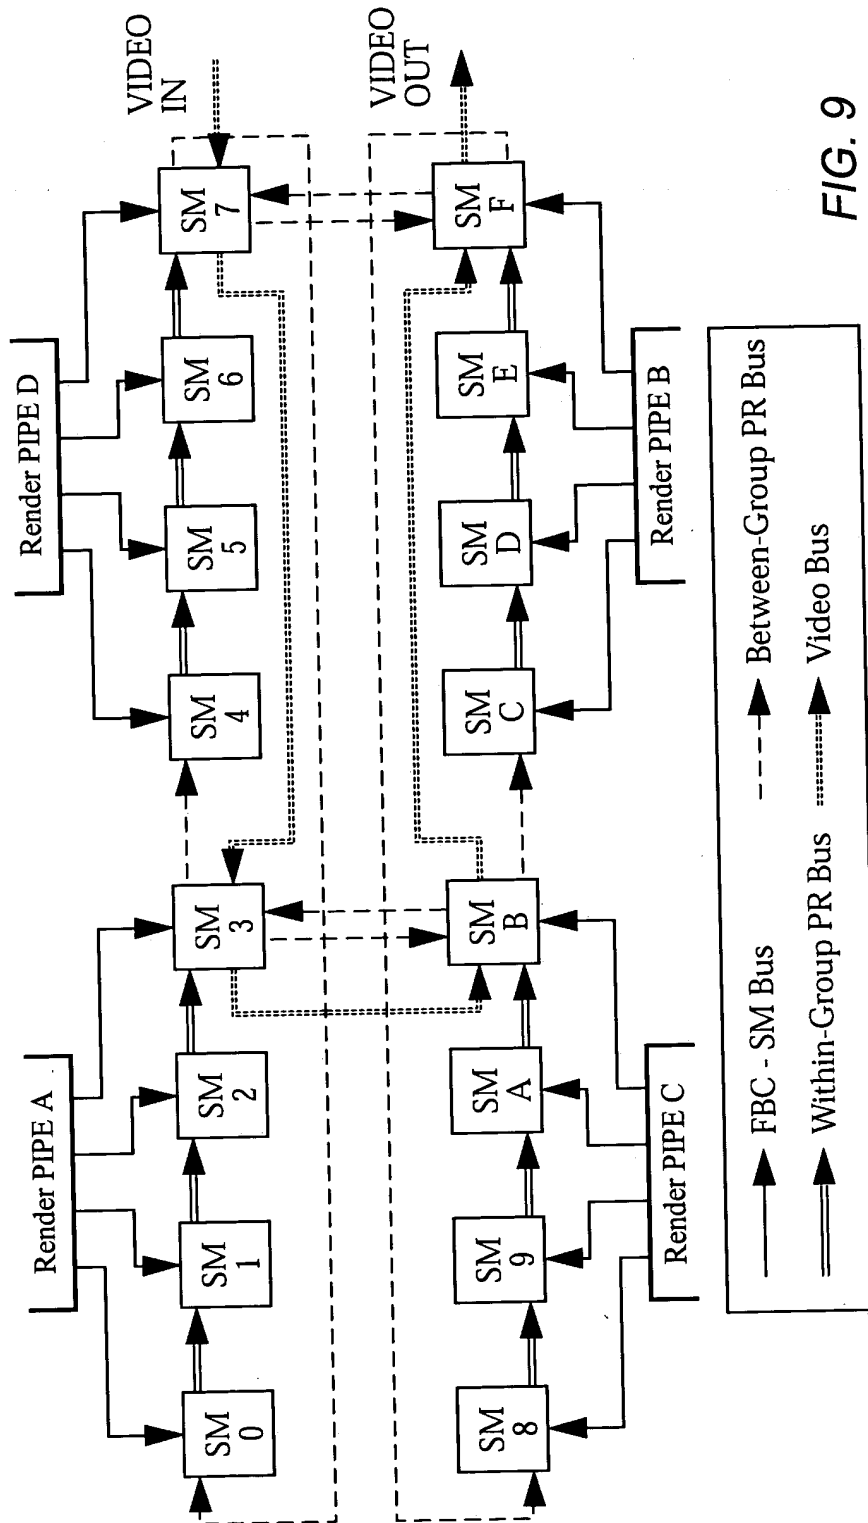 Render PIPE A
Render PIPE D
SM
0
SM
1
SM
2
SM
3
SM
4
SM
5
SM
6
SM
7
VIDEO
IN
SM
8
SM
9
SM
A
SM
B
SM
C
SM
D
SM
E
SM
F
VIDEO
OUT
Render PIPE C
Render PIPE B
FBC - SM Bus
Between-Group PR Bus
Within-Group PR Bus
Video Bus
FIG. 9